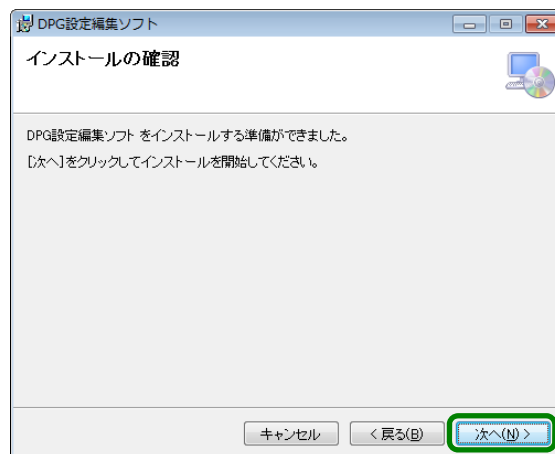 DPG設定編集ソフト
インストールの確認
DPG設定編集ソフト をインストールする準備ができました。
[次へ]をクリックしてインストールを開始してください。
キャンセル
< 戻る(B)
次へ(N) >